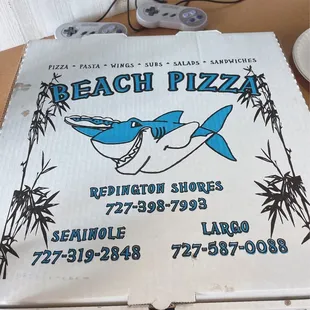 PIZZA - PASTA - WINGS - SUBS - SALADS - SANDWICHES
BEACH PIZZA
REDINGTON SHORES
727-398-7993
SEMINOLE
727-319-2848
LARGO
727-587-0088